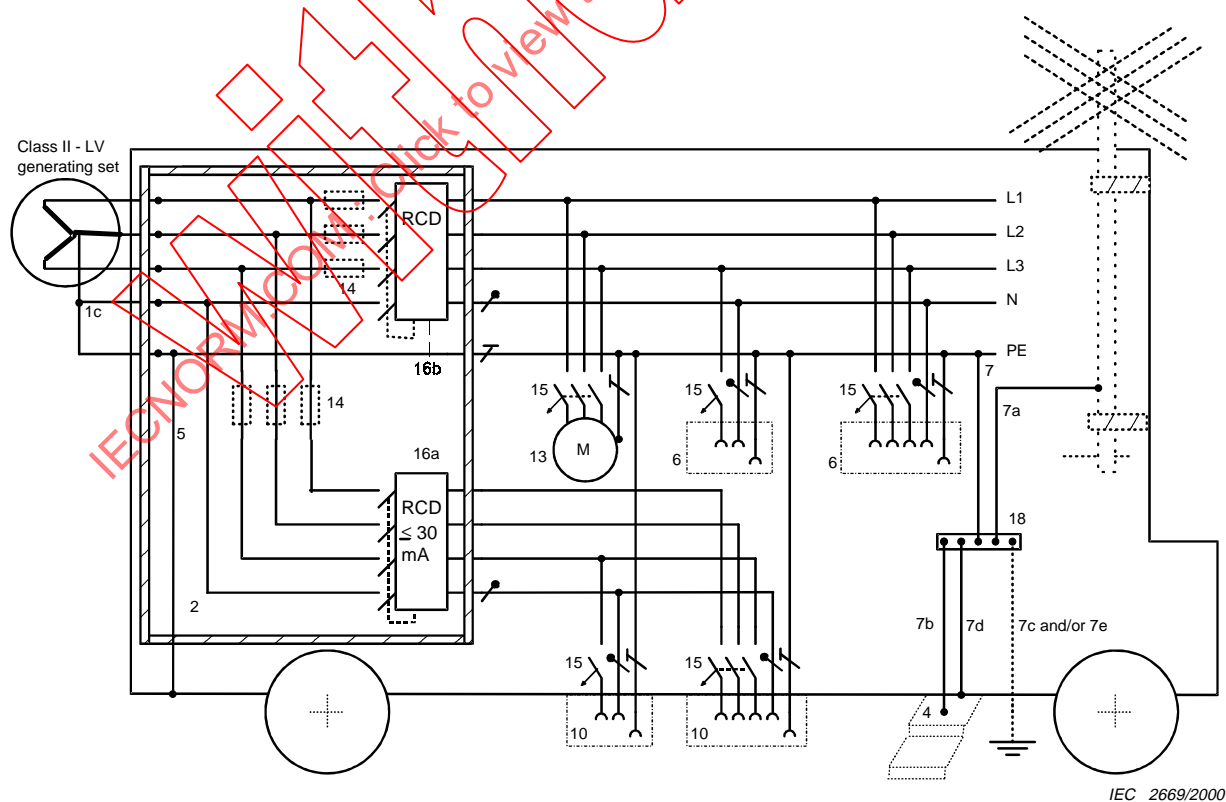 Class II - LV
generating set
1c
RCD
14
16b
L1
L2
L3
N
PE
14
5
2
16a
RCD
≤ 30
mA
15
M
13
15
6
15
6
7
7a
18
15
10
15
10
7b
7d
7c and/or 7e
4
IECNORM.COM: Click to view t
IEC 2669/2000